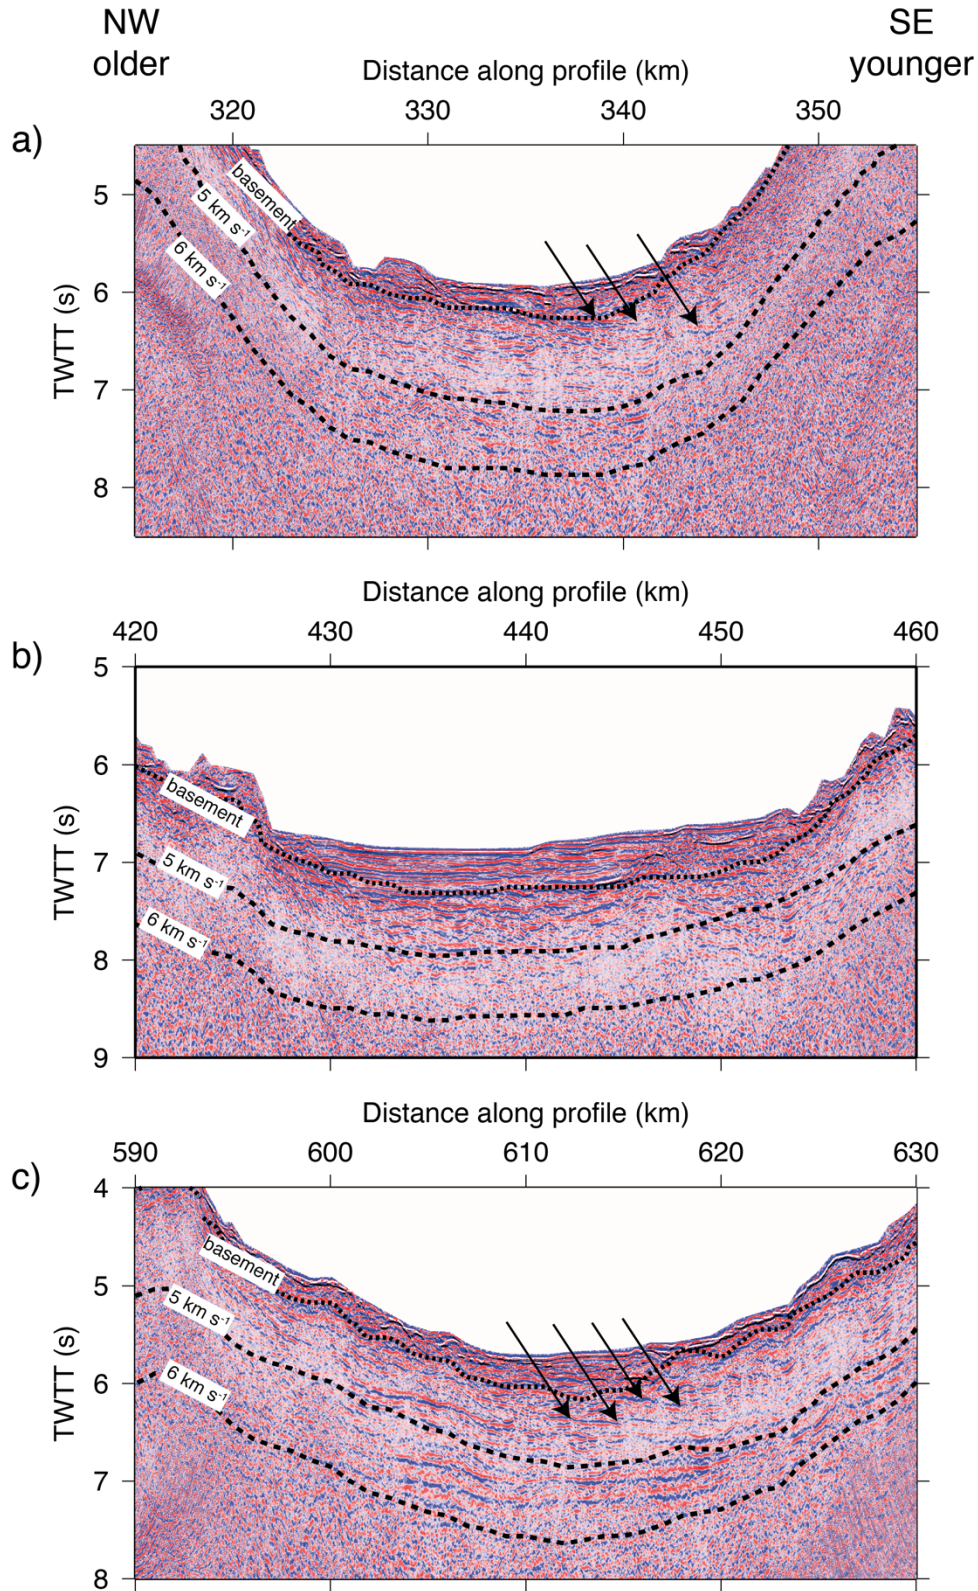 NW SE
older younger
Distance along profile (km)
320 330 340 350
a)
basement
5 km s⁻¹
6 km s⁻¹
5
6
7
8
TWTT (s)
Distance along profile (km)
420 430 440 450 460
b)
basement
5 km s⁻¹
6 km s⁻¹
5
6
7
8
9
TWTT (s)
Distance along profile (km)
590 600 610 620 630
c)
basement
5 km s⁻¹
6 km s⁻¹
4
5
6
7
8
TWTT (s)